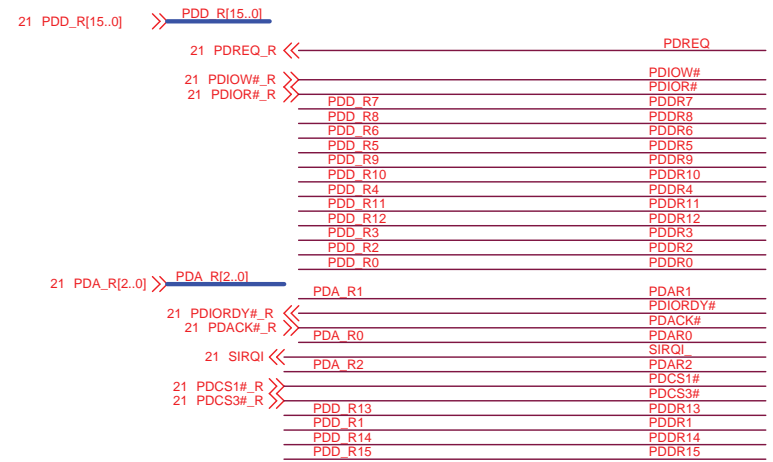 21 PDD_R[15..0] PDD_R[15..0]
21 PDREQ_R PDREQ
21 PDIOW#_R PDIOW#
21 PDIOR#_R PDIOR#
PDD_R7 PDDR7
PDD_R8 PDDR8
PDD_R6 PDDR6
PDD_R5 PDDR5
PDD_R9 PDDR9
PDD_R10 PDDR10
PDD_R4 PDDR4
PDD_R11 PDDR11
PDD_R12 PDDR12
PDD_R3 PDDR3
PDD_R2 PDDR2
PDD_R0 PDDR0
21 PDA_R[2..0] PDA_R[2..0]
PDA_R1 PDAR1
21 PDIORDY#_R PDIORDY#
21 PDACK#_R PDACK#
PDA_R0 PDAR0
21 SIRQI SIRQI_
PDA_R2 PDAR2
21 PDCS1#_R PDCS1#
21 PDCS3#_R PDCS3#
PDD_R13 PDDR13
PDD_R1 PDDR1
PDD_R14 PDDR14
PDD_R15 PDDR15